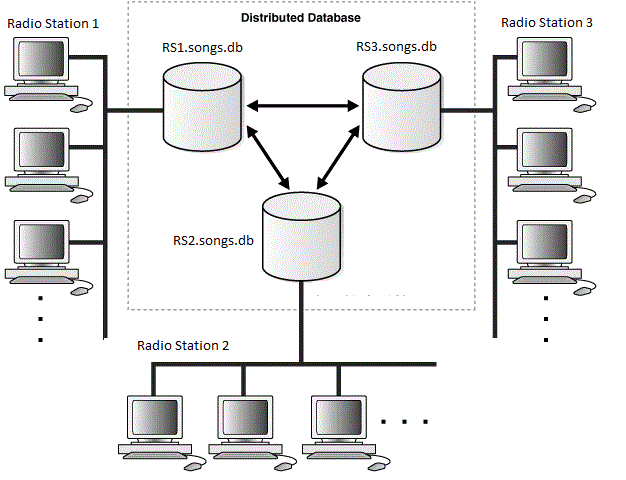 Distributed Database
Radio Station 1
Radio Station 3
RS1.songs.db
RS3.songs.db
RS2.songs.db
Radio Station 2